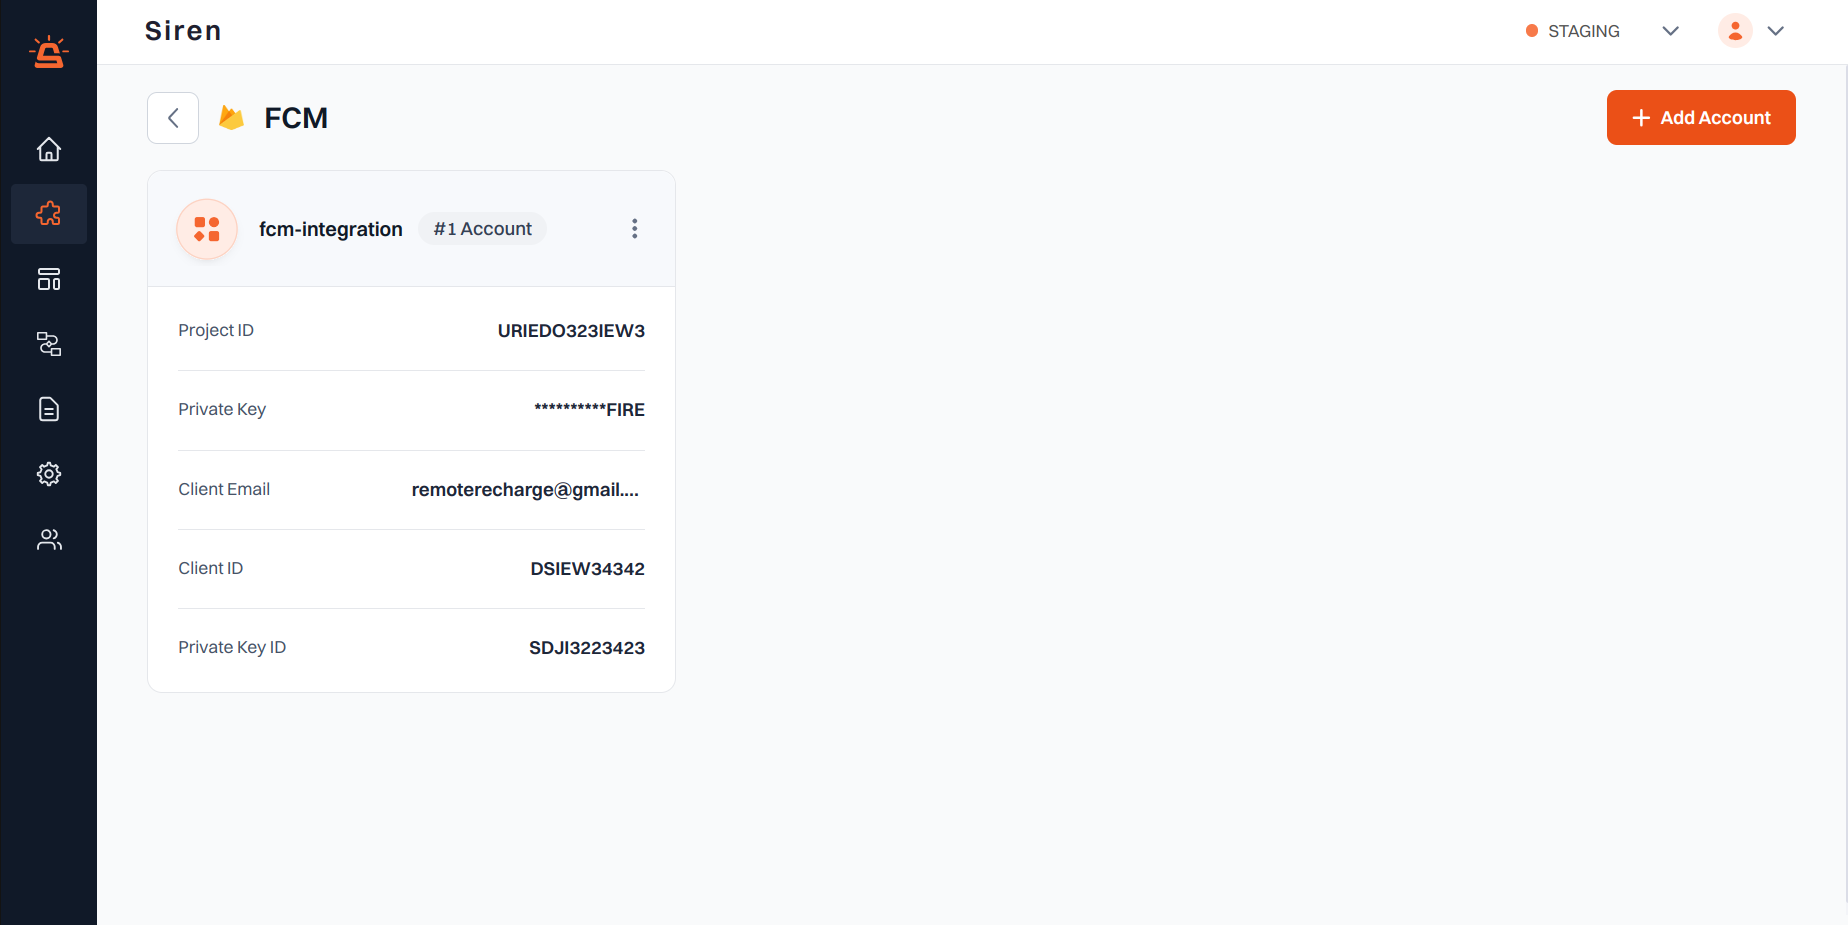 Siren
STAGING
FCM
Add Account
fcm-integration
#1 Account
Project ID
URIEDO323IEW3
Private Key
**********FIRE
Client Email
remoterecharge@gmail....
Client ID
DSIEW34342
Private Key ID
SDJI3223423